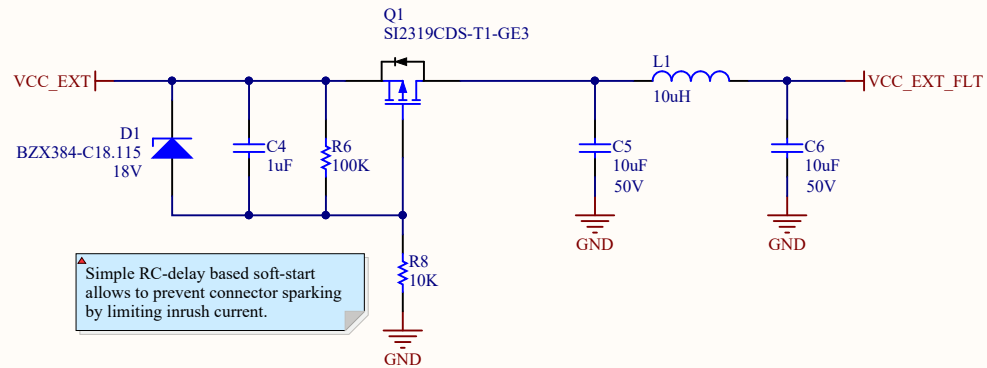 Q1
SI2319CDS-T1-GE3
VCC_EXT
L1
10uH
VCC_EXT_FLT
D1
BZX384-C18.115
18V
C4
1uF
R6
100K
C5
10uF
50V
C6
10uF
50V
GND
GND
Simple RC-delay based soft-start
allows to prevent connector sparking
by limiting inrush current.
R8
10K
GND